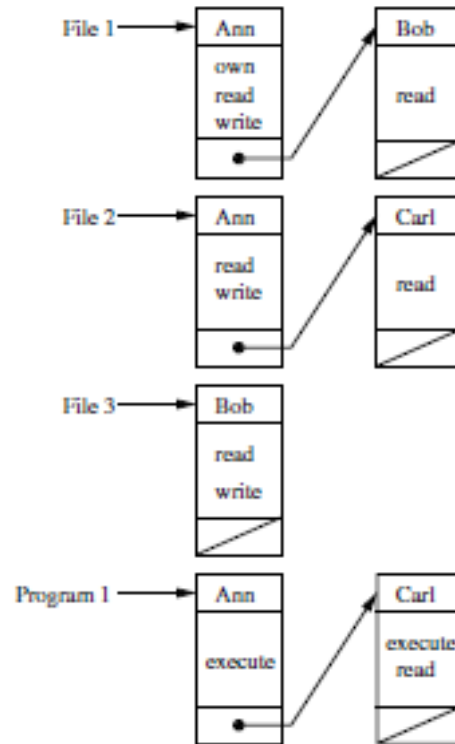 File 1
Ann
Bob
own
read
write
read
File 2
Ann
Carl
read
write
read
File 3
Bob
read
write
Program 1
Ann
Carl
execute
execute
read